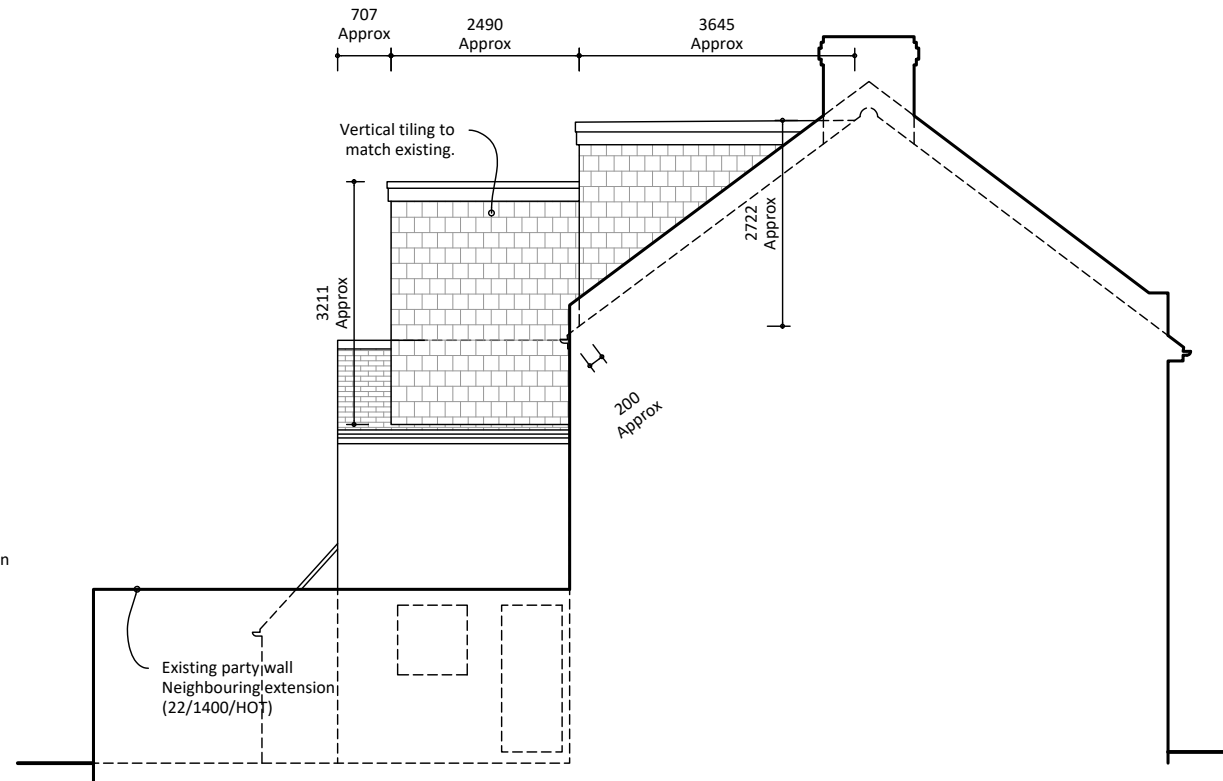 707
Approx
2490
Approx
3645
Approx
Vertical tiling to
match existing.
2722
Approx
3211
Approx
200
Approx
n
Existing party wall
Neighbouring extension
(22/1400/HOT)